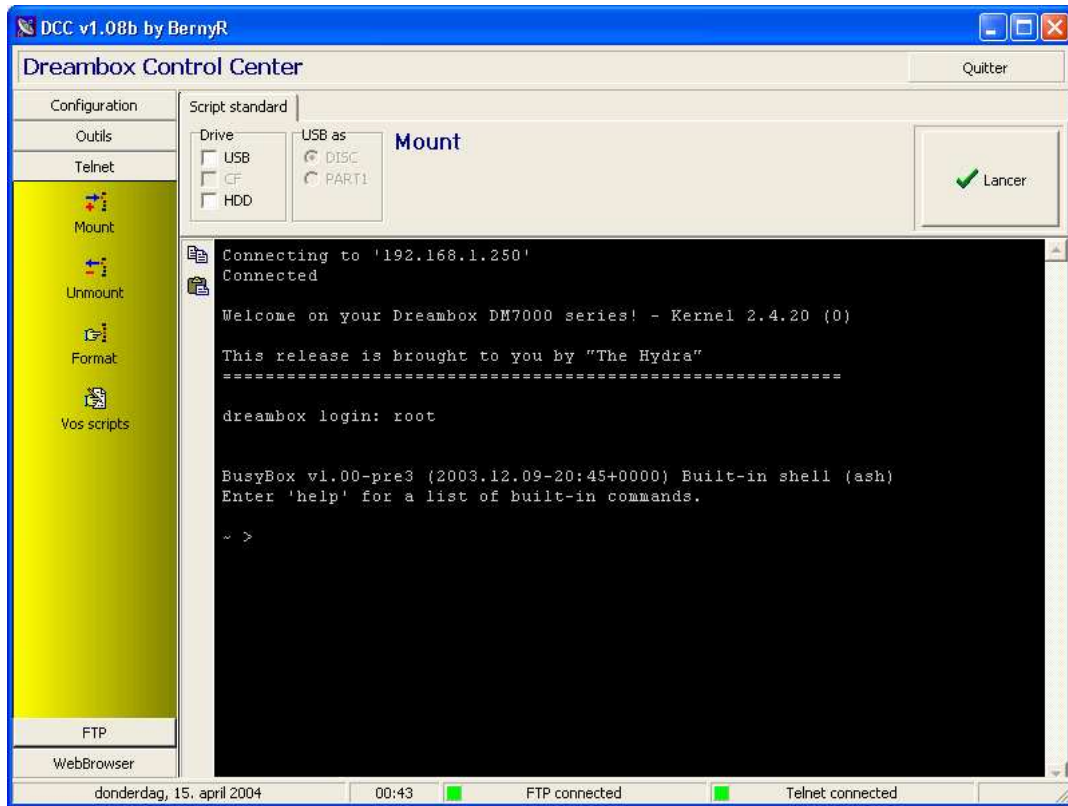 DCC v1.08b by BernyR
Dreambox Control Center
Quitter
Configuration
Outils
Telnet
Mount
Unmount
Format
Vos scripts
FTP
WebBrowser
Script standard
Drive
USB
CF
HDD
USB as
DISC
PART1
Mount
Lancer
Connecting to '192.168.1.250'
Connected
Welcome on your Dreambox DM7000 series! - Kernel 2.4.20 (0)
This release is brought to you by "The Hydra"
==========================================================
dreambox login: root
BusyBox v1.00-pre3 (2003.12.09-20:45+0000) Built-in shell (ash)
Enter 'help' for a list of built-in commands.
~ >
donderdag, 15. april 2004
00:43
FTP connected
Telnet connected